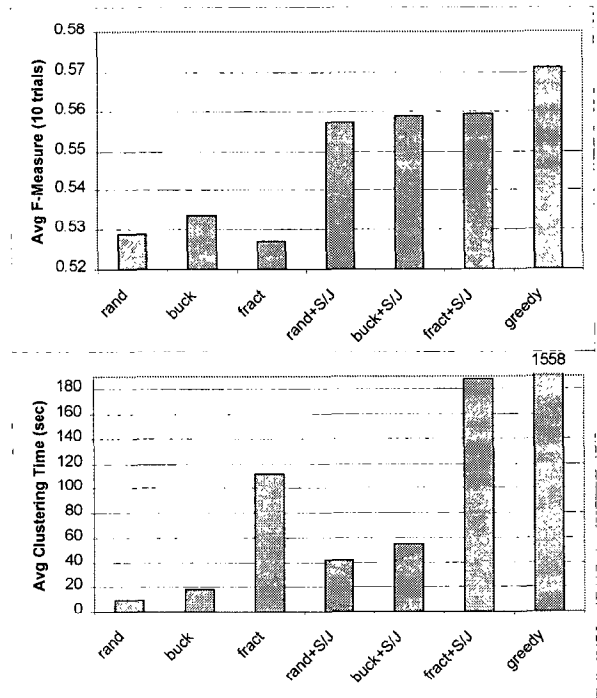 0.58
0.57
0.56
0.55
0.54
0.53
0.52
Avg F-Measure (10 trials)
rand
buck
fract
rand+S/J
buck+S/J
fract+S/J
greedy
1558
180
160
140
120
100
80
60
40
20
0
Avg Clustering Time (sec)
rand
buck
fract
rand+S/J
buck+S/J
fract+S/J
greedy